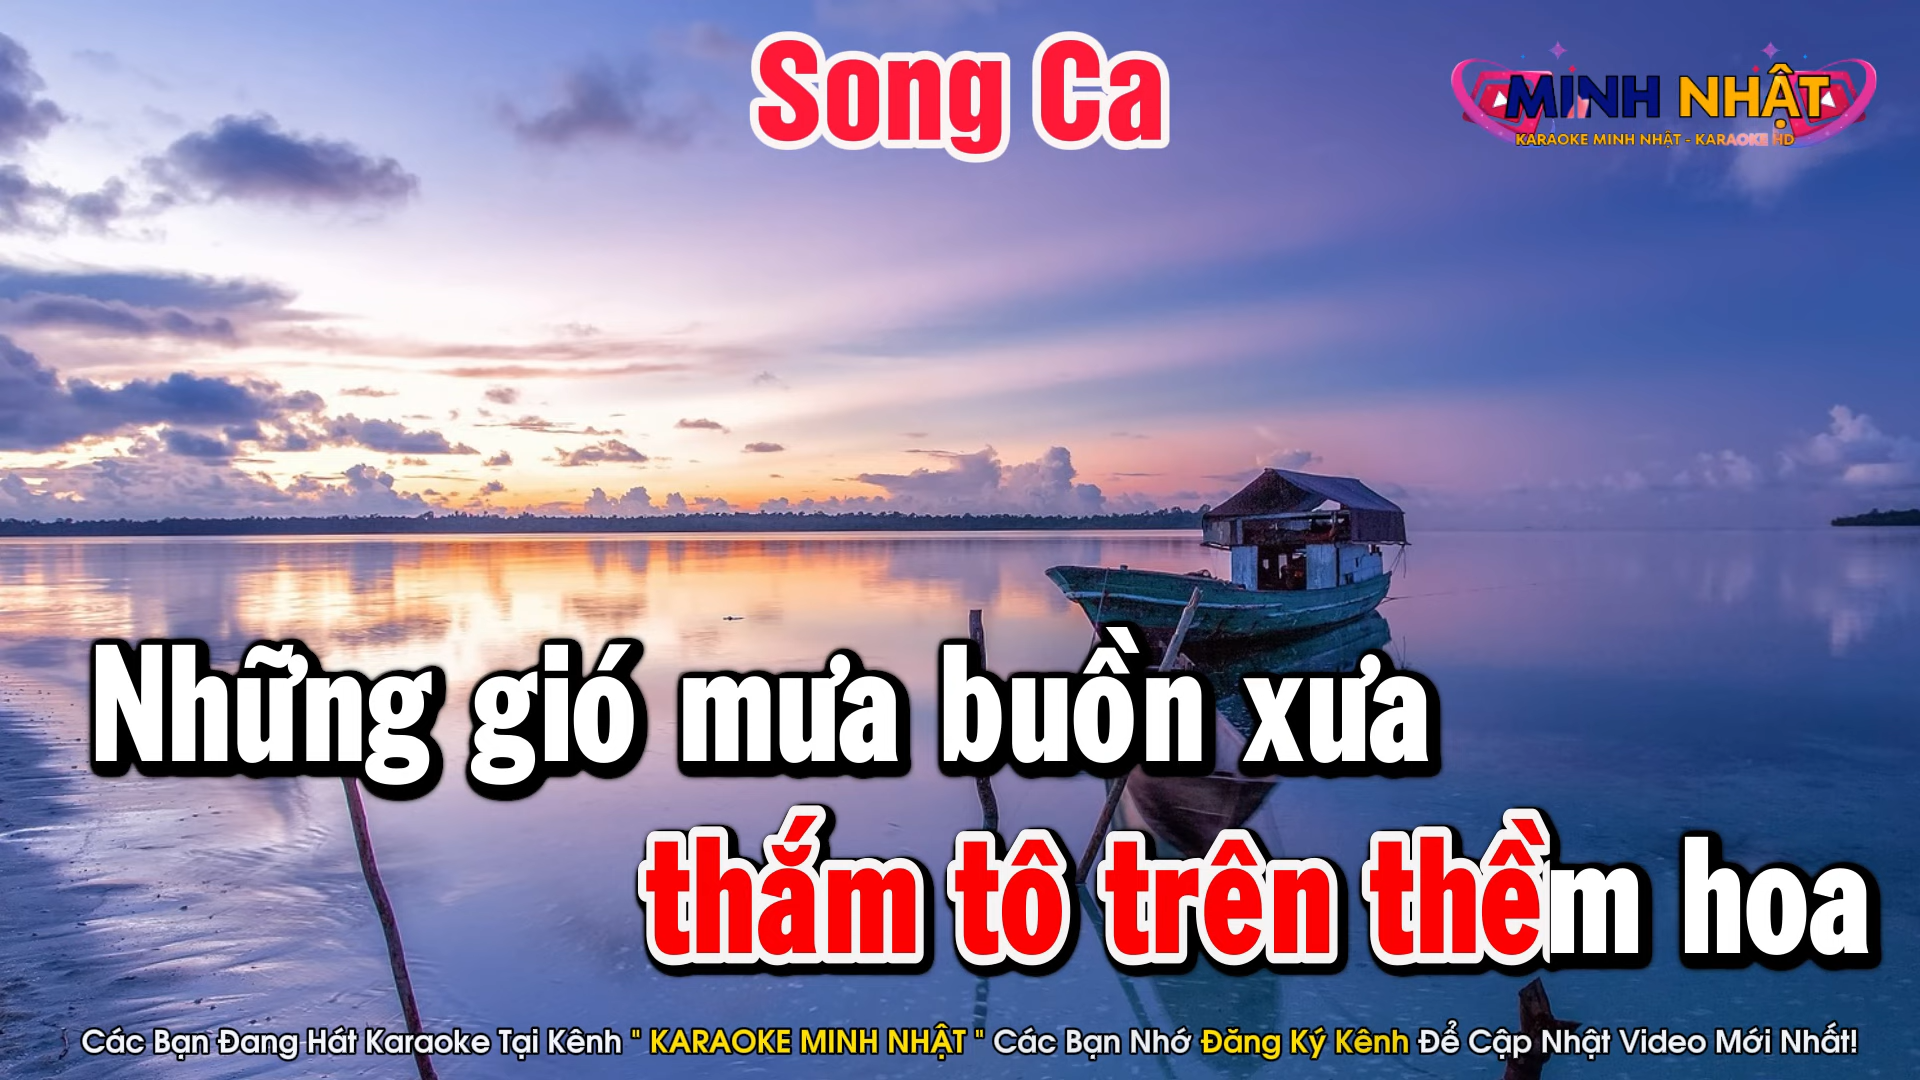 Song Ca
MINH NHẬT
KARAOKE MINH NHẬT - KARAOKE HD
Những gió mưa buồn xưa
thắm tô trên thềm hoa
Các Bạn Đang Hát Karaoke Tại Kênh " KARAOKE MINH NHẬT " Các Bạn Nhớ Đăng Ký Kênh Để Cập Nhật Video Mới Nhất!